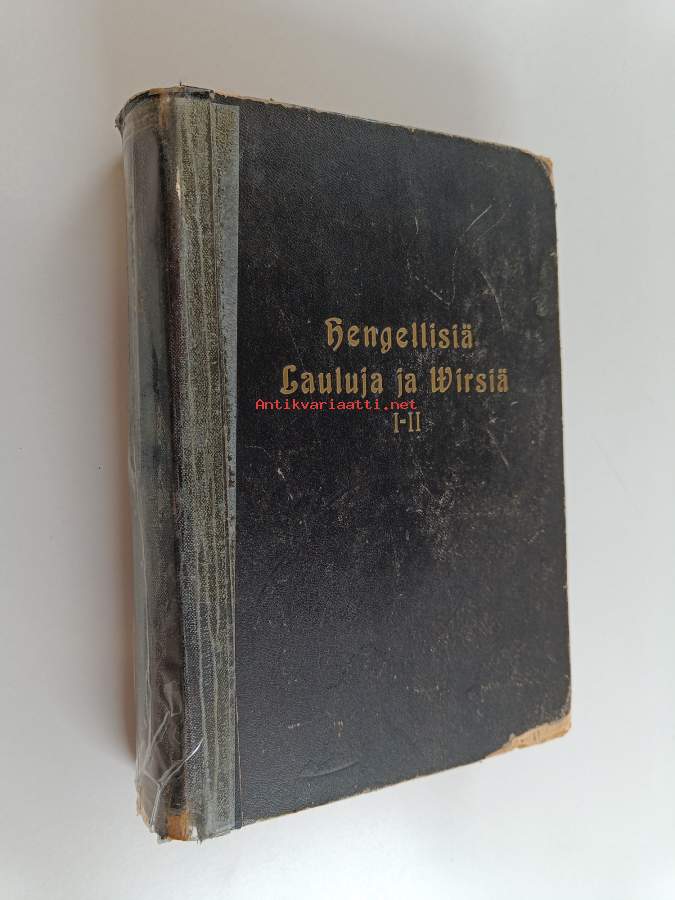 Hengellisiä
Lauluja ja Wirsiä
Antikvariaatti.net
I-II